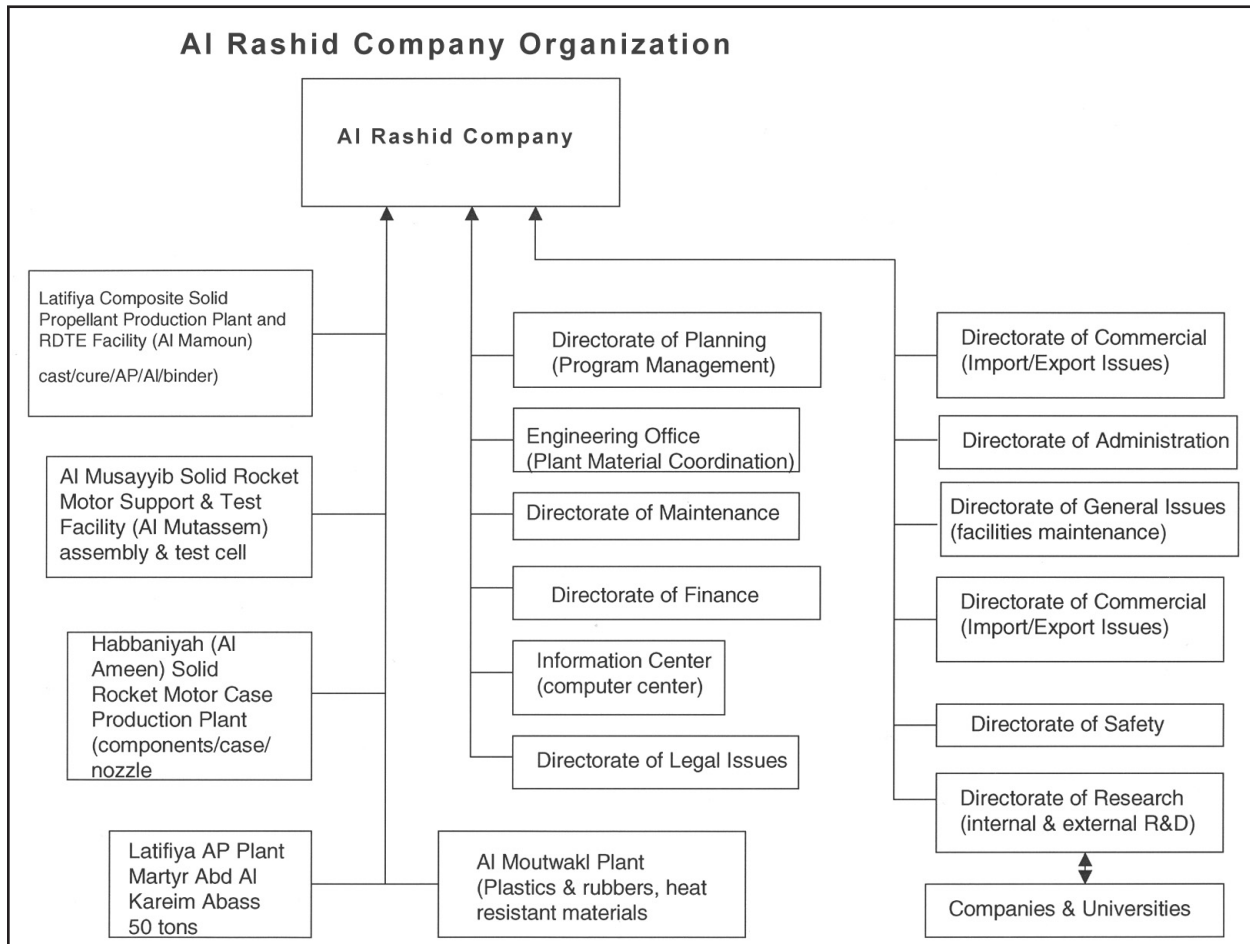 Al Rashid Company Organization
Al Rashid Company
Latifiya Composite Solid
Propellant Production Plant and
RDTE Facility (Al Mamoun)
cast/cure/AP/Al/binder)
Al Musayyib Solid Rocket
Motor Support & Test
Facility (Al Mutassem)
assembly & test cell
Habbaniyah (Al
Ameen) Solid
Rocket Motor Case
Production Plant
(components/case/
nozzle
Latifiya AP Plant
Martyr Abd Al
Kareim Abass
50 tons
Al Moutwakl Plant
(Plastics & rubbers, heat
resistant materials
Directorate of Planning
(Program Management)
Engineering Office
(Plant Material Coordination)
Directorate of Maintenance
Directorate of Finance
Information Center
(computer center)
Directorate of Legal Issues
Directorate of Commercial
(Import/Export Issues)
Directorate of Administration
Directorate of General Issues
(facilities maintenance)
Directorate of Commercial
(Import/Export Issues)
Directorate of Safety
Directorate of Research
(internal & external R&D)
Companies & Universities